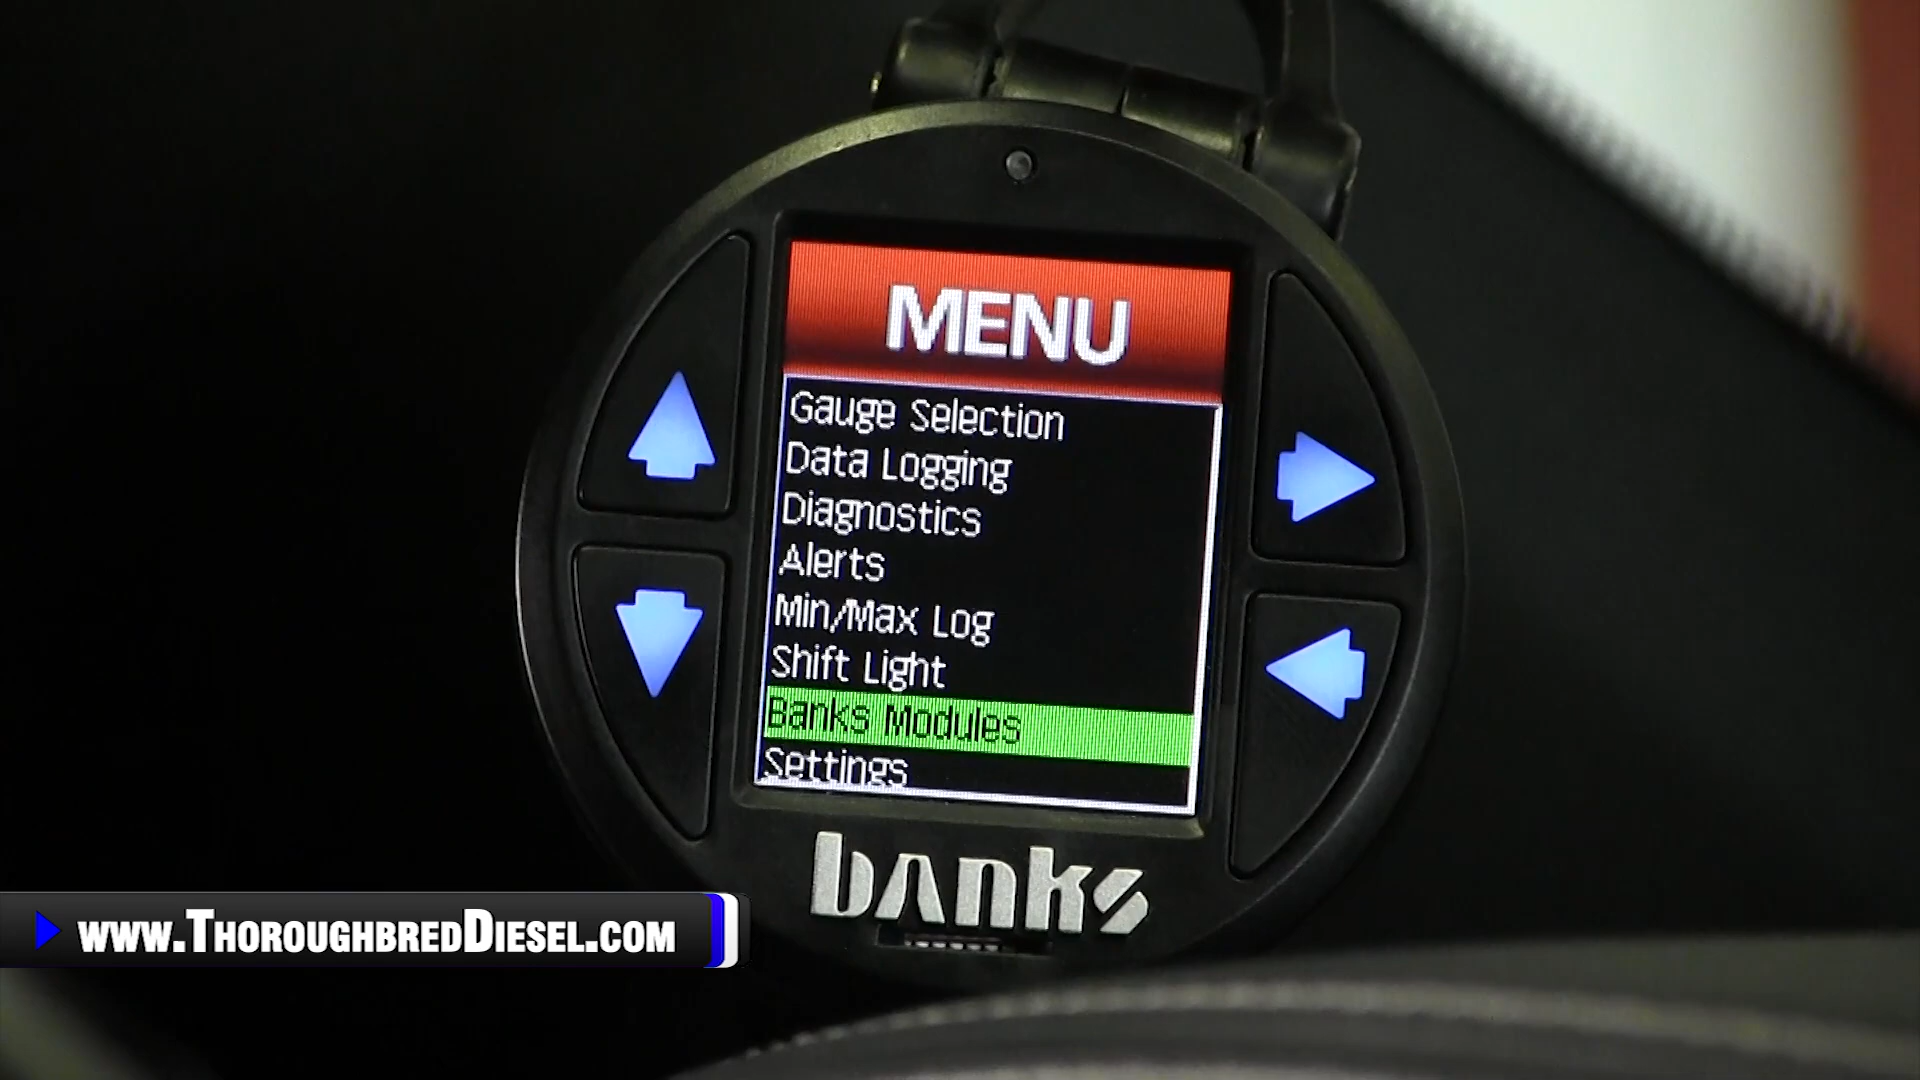 MENU
Gauge Selection
Data Logging
Diagnostics
Alerts
Min/Max Log
Shift Light
Banks Modules
Settings
banks
www.ThoroughbredDiesel.com